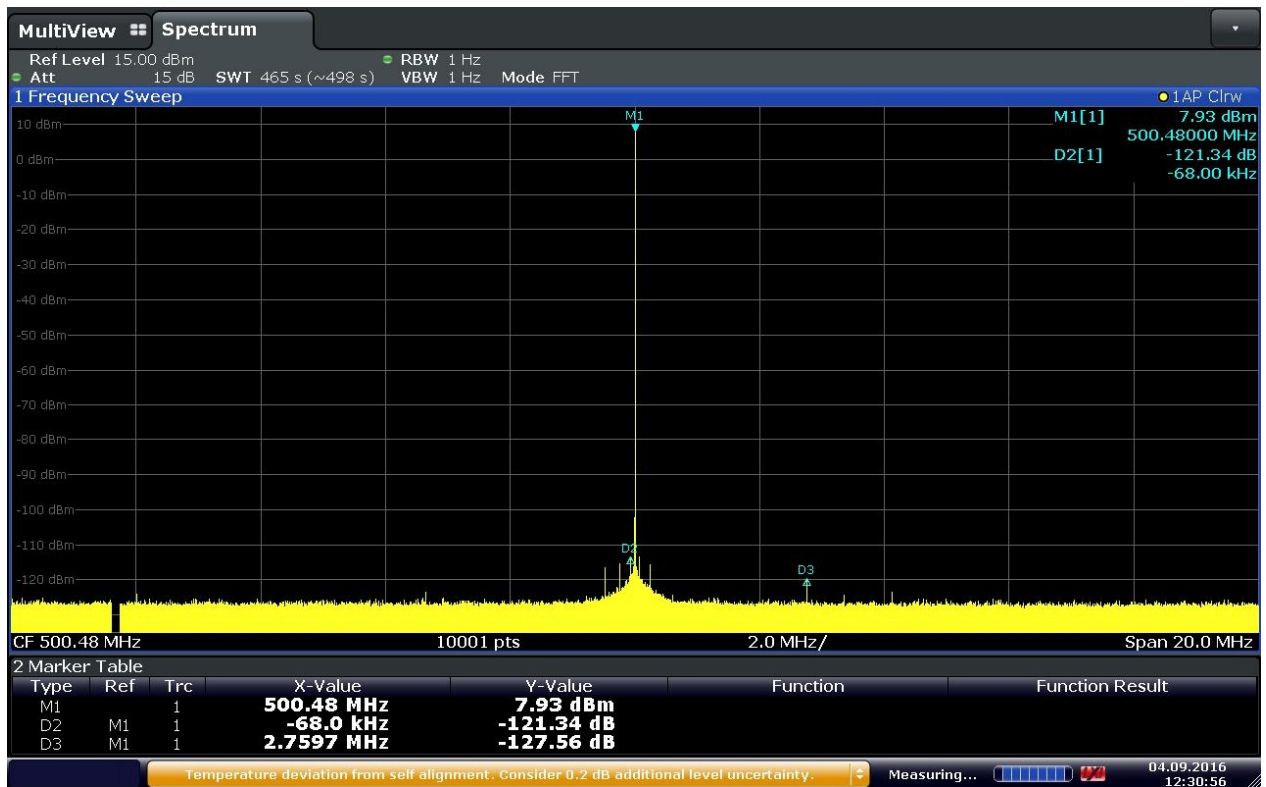 MultiView Spectrum
Ref Level 15.00 dBm RBW 1 Hz
Att 15 dB SWT 465 s (~498 s) VBW 1 Hz Mode FFT
1 Frequency Sweep 1AP Clrw
M1[1] 7.93 dBm
500.48000 MHz
D2[1] -121.34 dB
-68.00 kHz
M1
10 dBm
0 dBm
-10 dBm
-20 dBm
-30 dBm
-40 dBm
-50 dBm
-60 dBm
-70 dBm
-80 dBm
-90 dBm
-100 dBm
-110 dBm
D2
D3
-120 dBm
CF 500.48 MHz 10001 pts 2.0 MHz/ Span 20.0 MHz
2 Marker Table
Type Ref Trc X-Value Y-Value Function Function Result
M1 1 500.48 MHz 7.93 dBm
D2 M1 1 -68.0 kHz -121.34 dB
D3 M1 1 2.7597 MHz -127.56 dB
Temperature deviation from self alignment. Consider 0.2 dB additional level uncertainty. Measuring... 04.09.2016
12:30:56